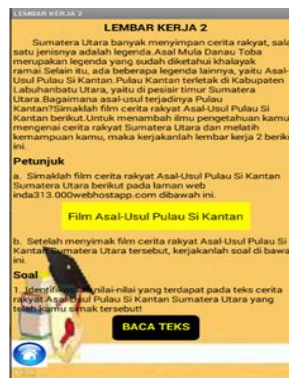 LEMBAR KERJA 2
LEMBAR KERJA 2
Sumatera Utara banyak menyimpan cerita rakyat, sala
satu jenisnya adalah legenda.Asal Mula Danau Toba
merupakan legenda yang sudah diketahui khalayak
ramai.Selain itu, ada beberapa legenda lainnya, yaitu Asal-
Usul Pulau Si Kantan.Pulau Kantan terletak di Kabupaten
Labuhanbatu Utara, yaitu di pesisir timur Sumatera
Utara.Bagaimana asal-usul terjadinya Pulau
Kantan?Simaklah film cerita rakyat Asal-Usul Pulau Si
Kantan berikut.Untuk menambah ilmu pengetahuan kamu
mengenai cerita rakyat Sumatera Utara dan melatih
kemampuan kamu, maka kerjakanlah lembar kerja 2 berik
ini.
Petunjuk
a. Simaklah film cerita rakyat Asal-Usul Pulau Si Kantan
Sumatera Utara berikut pada laman web
inda313.000webhostapp.com dibawah ini.
Film Asal-Usul Pulau Si Kantan
b. Setelah menyimak film cerita rakyat Asal-Usul Pulau Si
Kantan Sumatera Utara tersebut, kerjakanlah soal di bawa
ini.
Soal
1. Identifikasi nilai-nilai yang terdapat pada teks cerita
rakyat Asal-Usul Pulau Si Kantan Sumatera Utara yang
telah kamu simak tersebut!
BACA TEKS